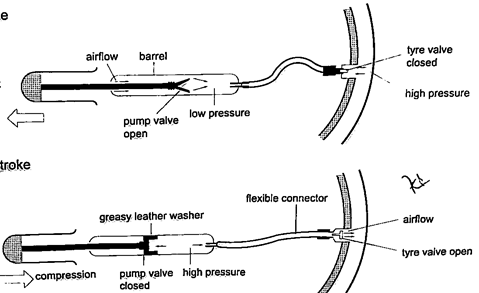 ke
airflow
barrel
tyre valve
closed
pump valve
open
low pressure
high pressure
troke
flexible connector
greasy leather washer
airflow
tyre valve open
compression
pump valve
closed
high pressure